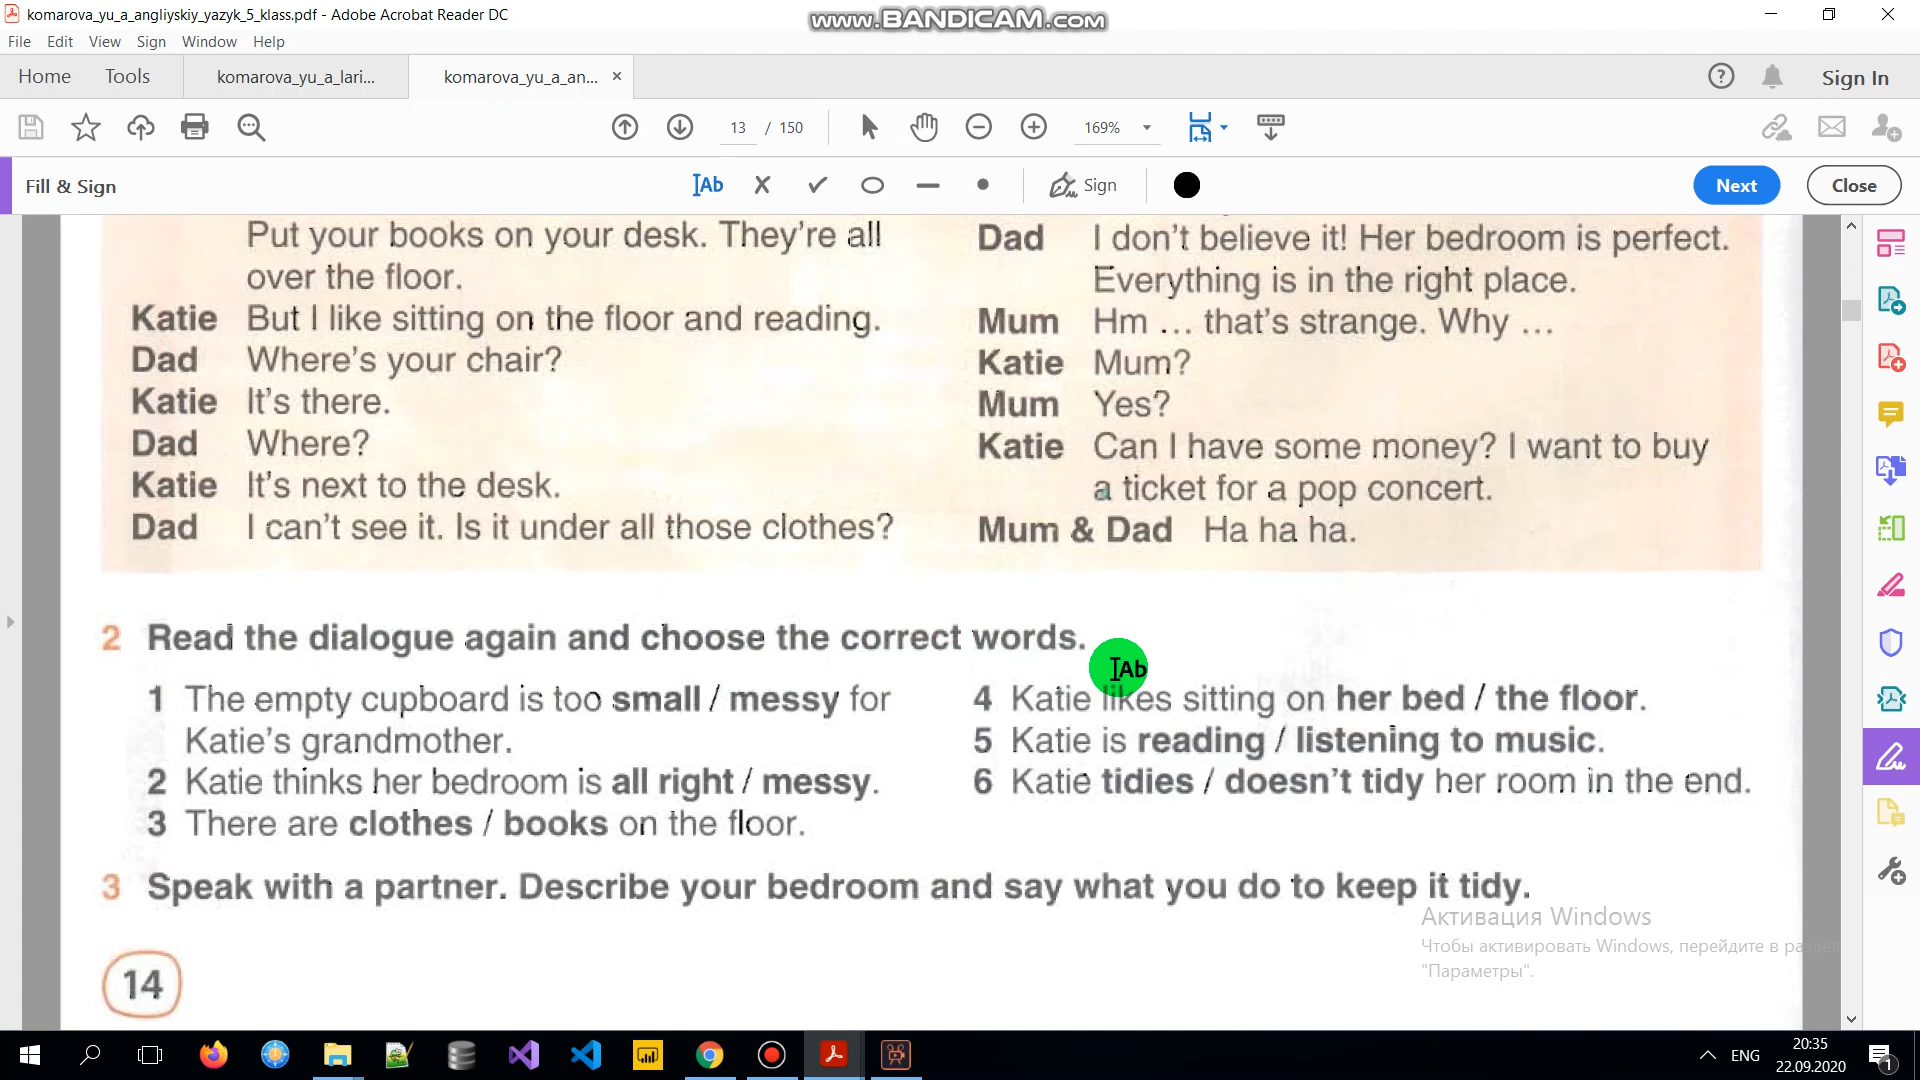 komarova_yu_a_angliyskiy_yazyk_5_klass.pdf - Adobe Acrobat Reader DC
www.BANDICAM.com
File Edit View Sign Window Help
Home Tools komarova_yu_a_lari... komarova_yu_a_an... × Sign In
13 / 150 169%
Fill & Sign Ab Sign Next Close
Put your books on your desk. They're all
over the floor.
Katie But I like sitting on the floor and reading.
Dad Where's your chair?
Katie It's there.
Dad Where?
Katie It's next to the desk.
Dad I can't see it. Is it under all those clothes?
Dad I don't believe it! Her bedroom is perfect.
Everything is in the right place.
Mum Hm ... that's strange. Why ...
Katie Mum?
Mum Yes?
Katie Can I have some money? I want to buy
a ticket for a pop concert.
Mum & Dad Ha ha ha.
2 Read the dialogue again and choose the correct words.
Ab
1 The empty cupboard is too small / messy for
Katie's grandmother.
2 Katie thinks her bedroom is all right / messy.
3 There are clothes / books on the floor.
4 Katie likes sitting on her bed / the floor.
5 Katie is reading / listening to music.
6 Katie tidies / doesn't tidy her room in the end.
3 Speak with a partner. Describe your bedroom and say what you do to keep it tidy.
14
Активация Windows
Чтобы активировать Windows, перейдите в раздел
"Параметры".
ENG
20:35
22.09.2020
1